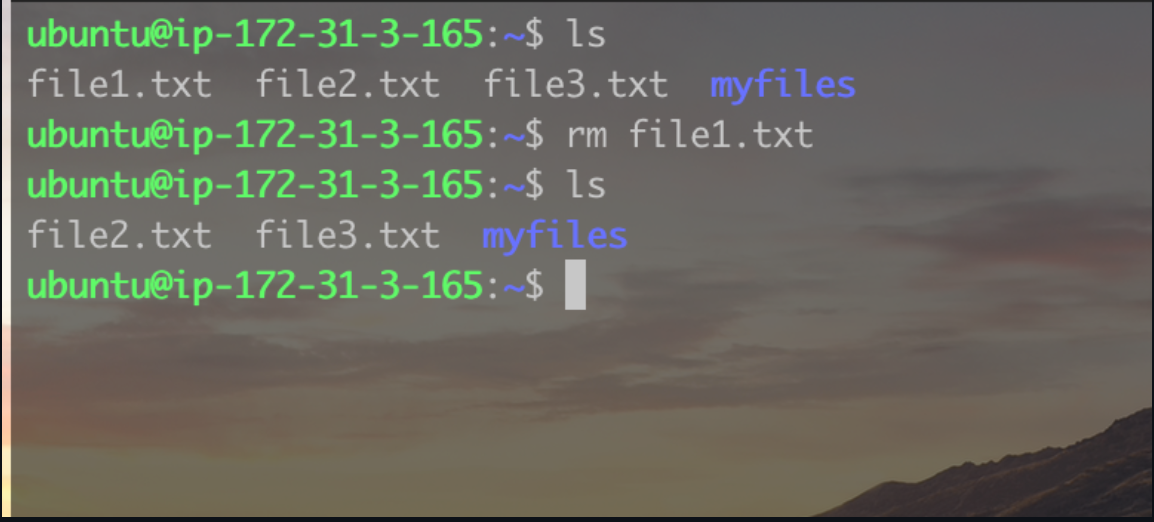 ubuntu@ip-172-31-3-165:~$ ls
file1.txt  file2.txt  file3.txt  myfiles
ubuntu@ip-172-31-3-165:~$ rm file1.txt
ubuntu@ip-172-31-3-165:~$ ls
file2.txt  file3.txt  myfiles
ubuntu@ip-172-31-3-165:~$